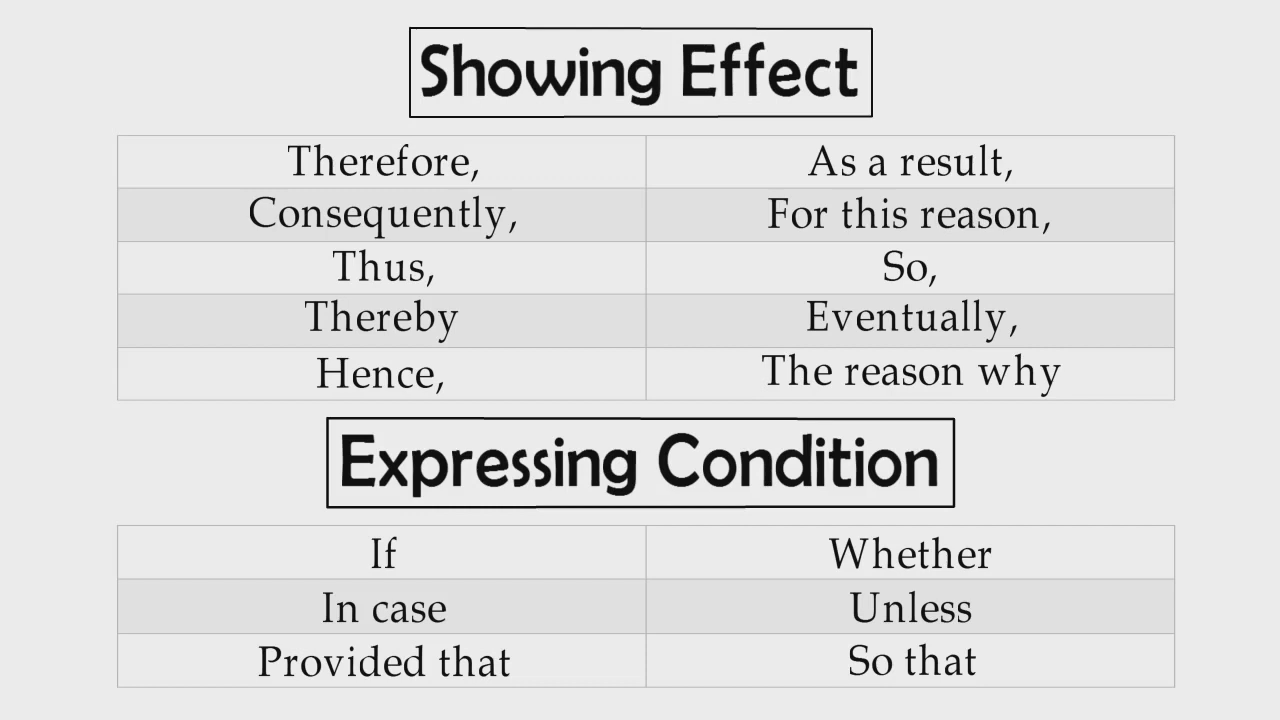 Showing Effect
Therefore, As a result,
Consequently, For this reason,
Thus, So,
Thereby Eventually,
Hence, The reason why
Expressing Condition
If Whether
In case Unless
Provided that So that